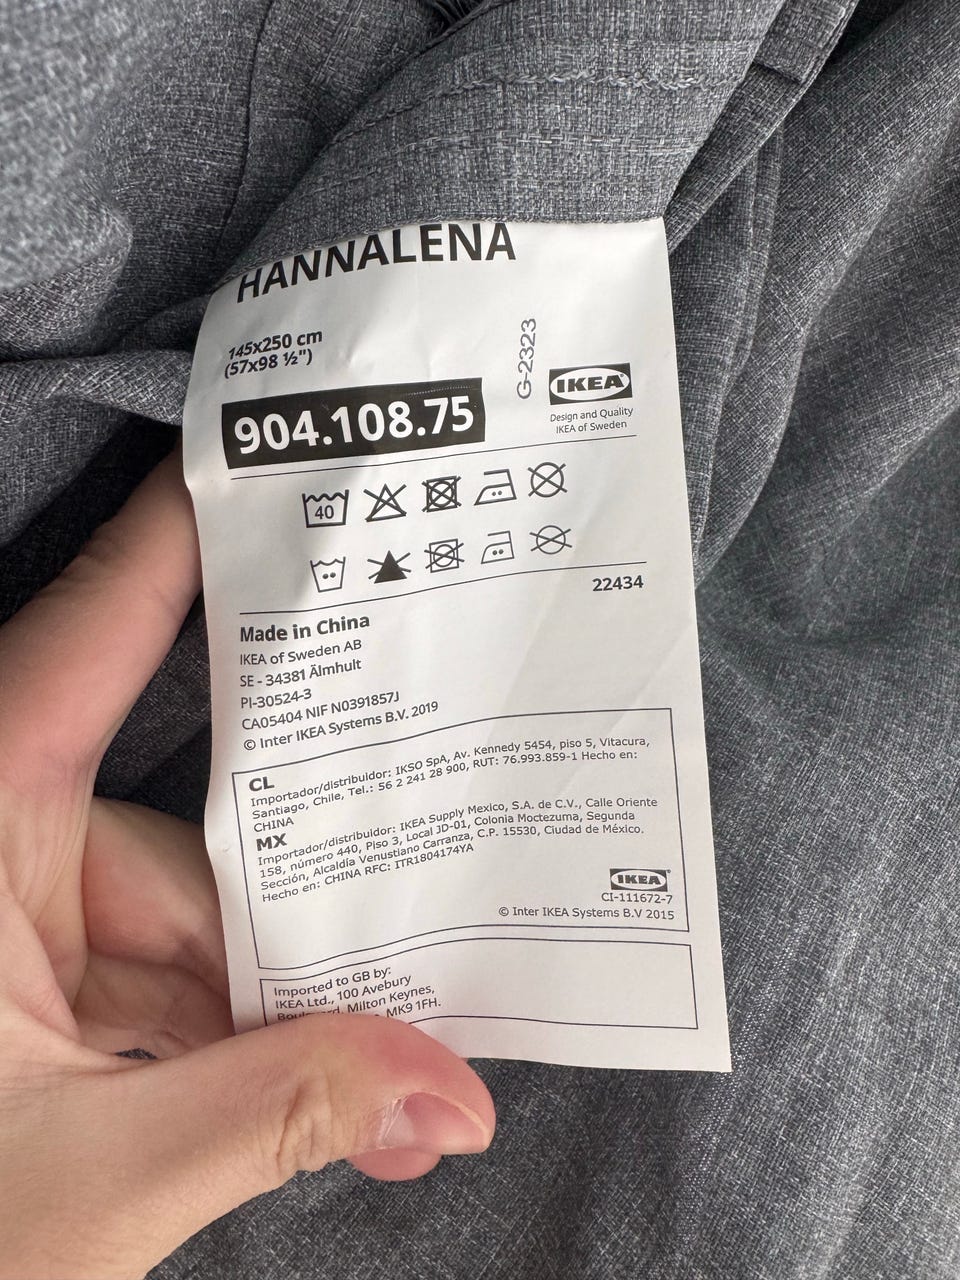 HANNALENA
145x250 cm
(57x98 ½")
G-2323
904.108.75
IKEA
Design and Quality
IKEA of Sweden
40
22434
Made in China
IKEA of Sweden AB
SE - 34381 Älmhult
PI-30524-3
CA05404 NIF N0391857J
© Inter IKEA Systems B.V. 2019
CL
Importador/distribuidor: IKSO SpA, Av. Kennedy 5454, piso 5, Vitacura,
Santiago, Chile, Tel.: 56 2 241 28 900, RUT: 76.993.859-1 Hecho en:
CHINA
MX
Importador/distribuidor: IKEA Supply Mexico, S.A. de C.V., Calle Oriente
158, número 440, Piso 3, Local JD-01, Colonia Moctezuma, Segunda
Sección, Alcaldía Venustiano Carranza, C.P. 15530, Ciudad de México.
Hecho en: CHINA RFC: ITR1804174YA
IKEA
CI-111672-7
© Inter IKEA Systems B.V 2015
Imported to GB by:
IKEA Ltd., 100 Avebury
Milton Keynes,
MK9 1FH.